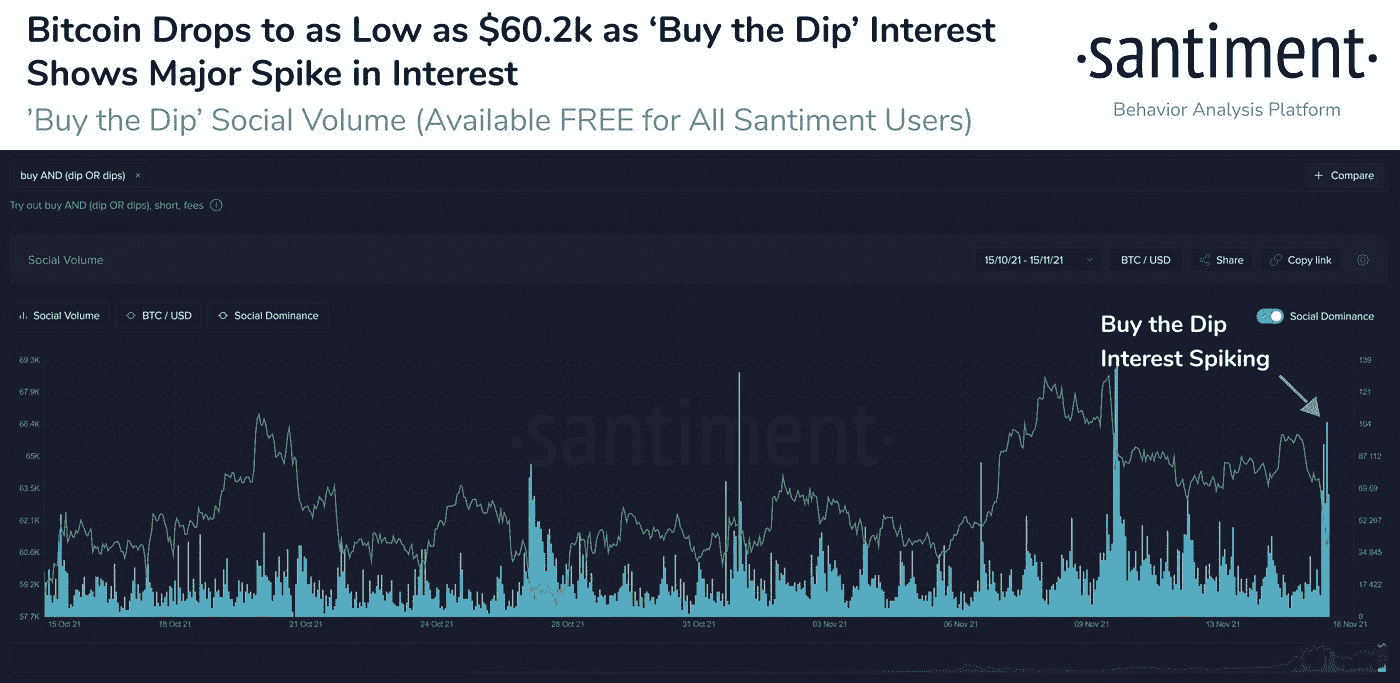 Bitcoin Drops to as Low as $60.2k as ‘Buy the Dip’ Interest
Shows Major Spike in Interest
’Buy the Dip’ Social Volume (Available FREE for All Santiment Users)
·santiment·
Behavior Analysis Platform
buy AND (dip OR dips) ×
+ Compare
Try out buy AND (dip OR dips), short, fees
Social Volume
15/10/21 - 15/11/21
BTC / USD
Share
Copy link
Social Volume
BTC / USD
Social Dominance
Social Dominance
Buy the Dip
Interest Spiking
69.3K
67.9K
66.4K
65K
63.5K
62.1K
60.6K
59.2K
57.7K
·santiment·
139
121
104
87.112
69.69
52.267
34.845
17.422
0
15 Oct 21
18 Oct 21
21 Oct 21
24 Oct 21
28 Oct 21
31 Oct 21
03 Nov 21
06 Nov 21
09 Nov 21
13 Nov 21
16 Nov 21